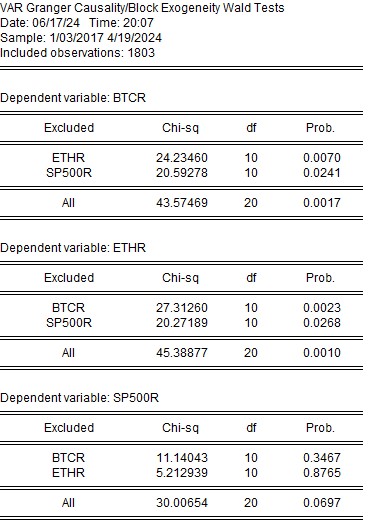 VAR Granger Causality/Block Exogeneity Wald Tests
Date: 06/17/24 Time: 20:07
Sample: 1/03/2017 4/19/2024
Included observations: 1803
Dependent variable: BTCR
Excluded Chi-sq df Prob.
ETHR 24.23460 10 0.0070
SP500R 20.59278 10 0.0241
All 43.57469 20 0.0017
Dependent variable: ETHR
Excluded Chi-sq df Prob.
BTCR 27.31260 10 0.0023
SP500R 20.27189 10 0.0268
All 45.38877 20 0.0010
Dependent variable: SP500R
Excluded Chi-sq df Prob.
BTCR 11.14043 10 0.3467
ETHR 5.212939 10 0.8765
All 30.00654 20 0.0697